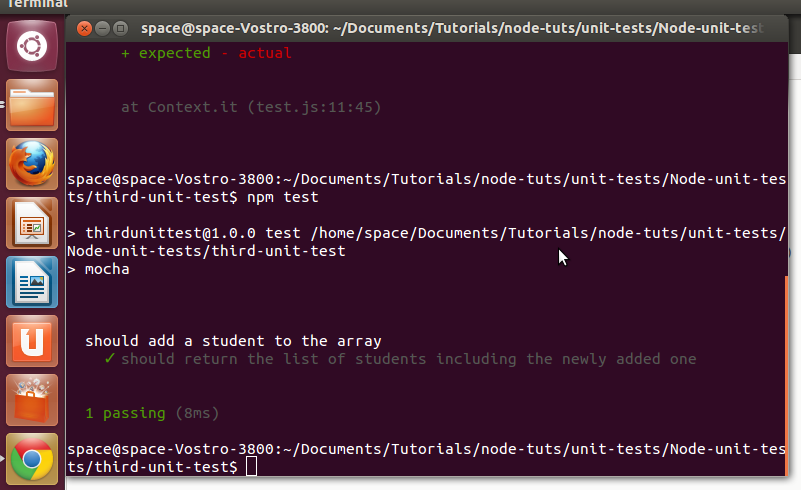 Terminal
space@space-Vostro-3800: ~/Documents/Tutorials/node-tuts/unit-tests/Node-unit-test
+ expected - actual
at Context.it (test.js:11:45)
space@space-Vostro-3800:~/Documents/Tutorials/node-tuts/unit-tests/Node-unit-tes
ts/third-unit-test$ npm test
> thirdunittest@1.0.0 test /home/space/Documents/Tutorials/node-tuts/unit-tests/
Node-unit-tests/third-unit-test
> mocha
should add a student to the array
✓ should return the list of students including the newly added one
1 passing (8ms)
space@space-Vostro-3800:~/Documents/Tutorials/node-tuts/unit-tests/Node-unit-tes
ts/third-unit-test$